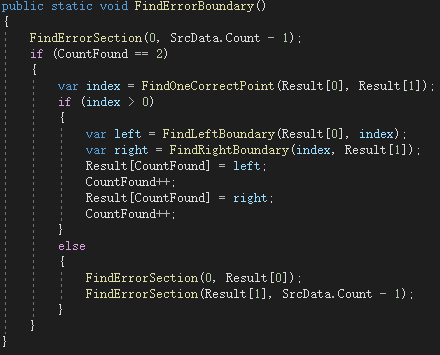 public static void FindErrorBoundary()
{
FindErrorSection(0, SrcData.Count - 1);
if (CountFound == 2)
{
var index = FindOneCorrectPoint(Result[0], Result[1]);
if (index > 0)
{
var left = FindLeftBoundary(Result[0], index);
var right = FindRightBoundary(index, Result[1]);
Result[CountFound] = left;
CountFound++;
Result[CountFound] = right;
CountFound++;
}
else
{
FindErrorSection(0, Result[0]);
FindErrorSection(Result[1], SrcData.Count - 1);
}
}
}